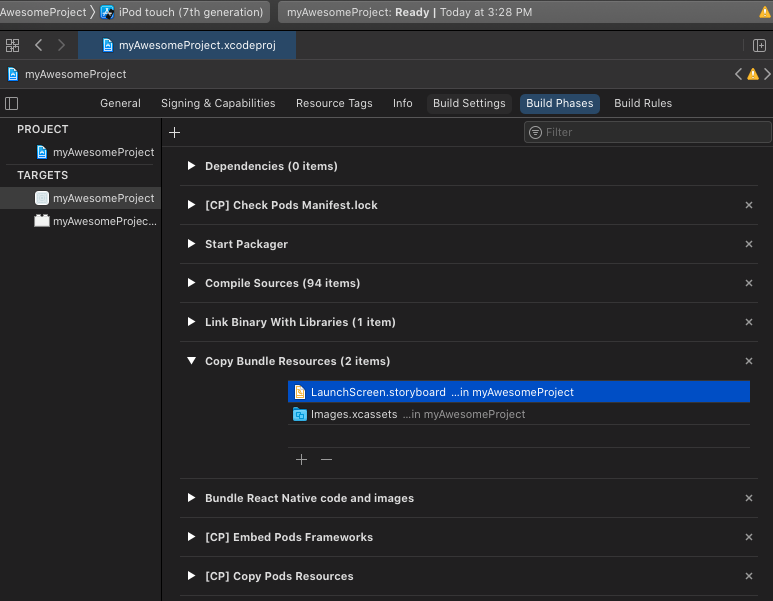 AwesomeProject iPod touch (7th generation) myAwesomeProject: Ready | Today at 3:28 PM
myAwesomeProject.xcodeproj
myAwesomeProject
General Signing & Capabilities Resource Tags Info Build Settings Build Phases Build Rules
PROJECT
myAwesomeProject
TARGETS
myAwesomeProject
myAwesomeProjec...
Filter
Dependencies (0 items)
[CP] Check Pods Manifest.lock
Start Packager
Compile Sources (94 items)
Link Binary With Libraries (1 item)
Copy Bundle Resources (2 items)
LaunchScreen.storyboard ...in myAwesomeProject
Images.xcassets ...in myAwesomeProject
Bundle React Native code and images
[CP] Embed Pods Frameworks
[CP] Copy Pods Resources